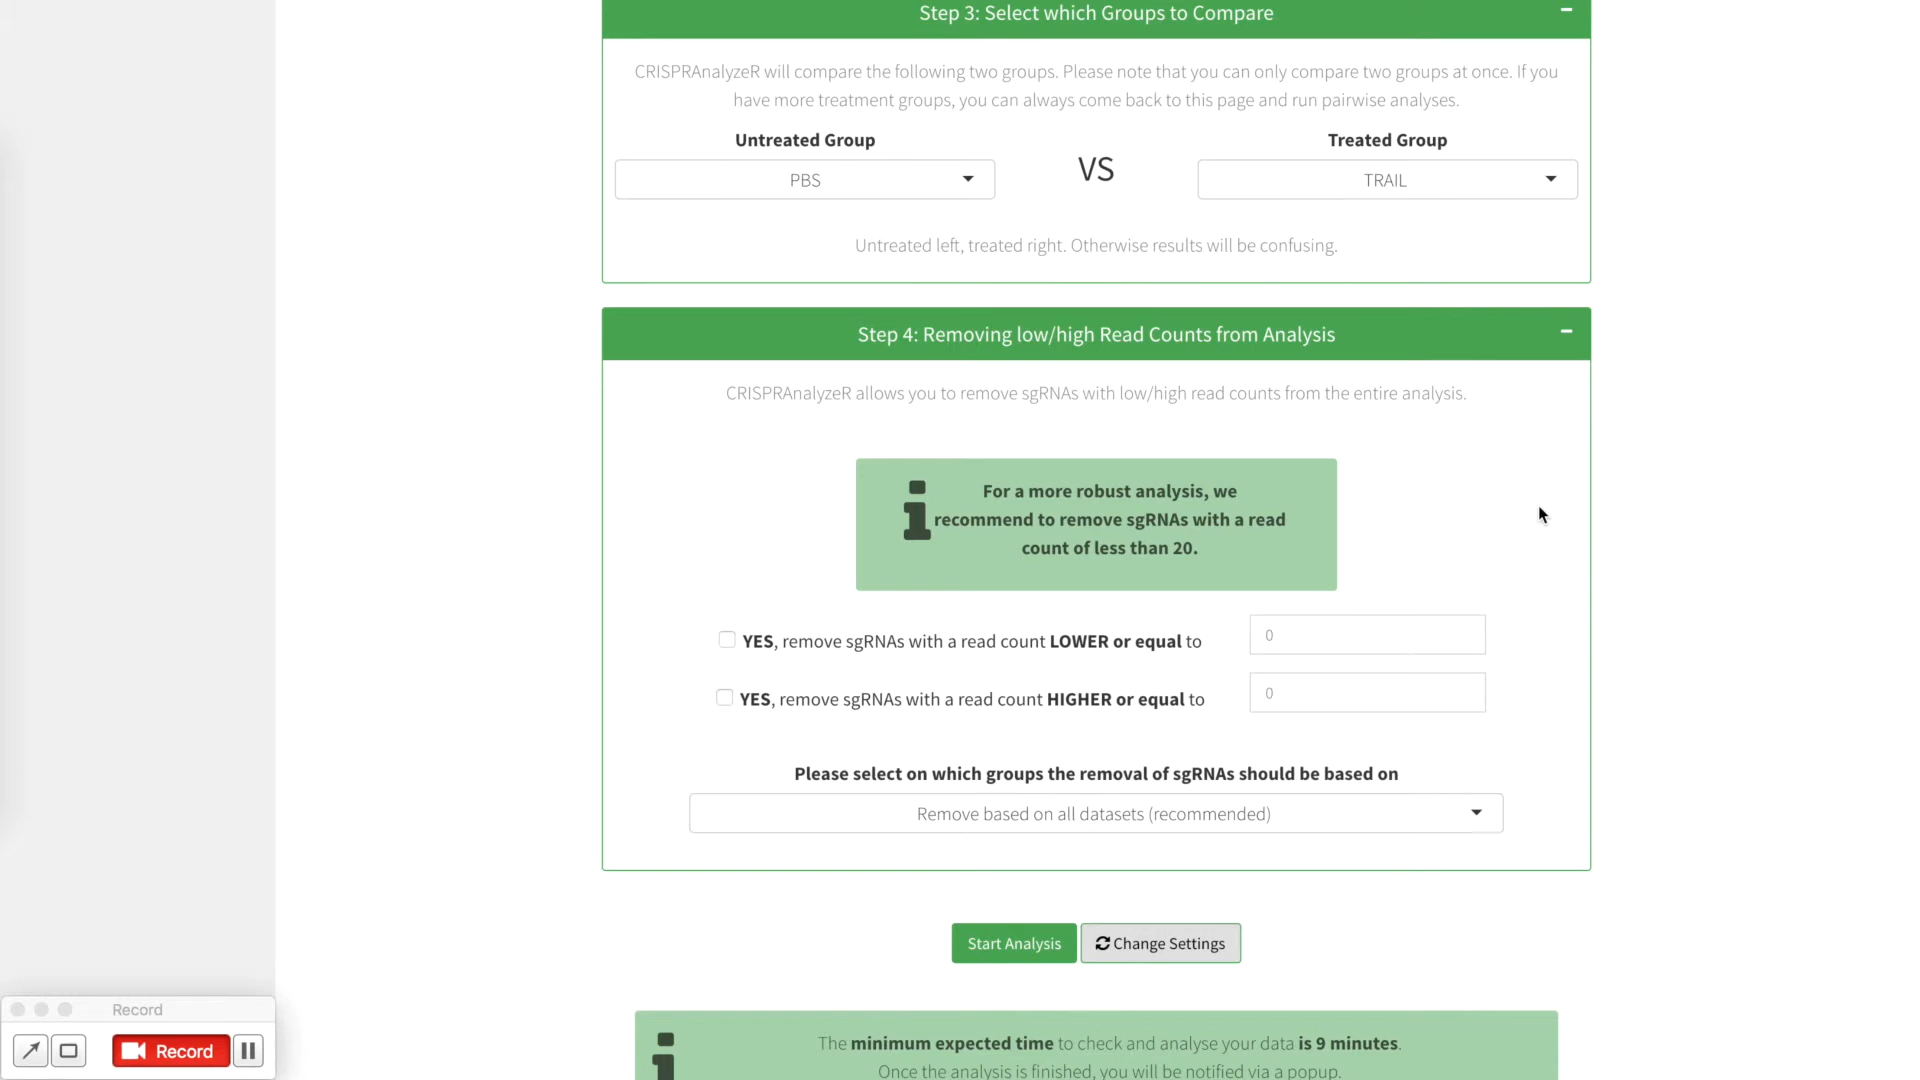 Step 3: Select which Groups to Compare
CRISPRAnalyzeR will compare the following two groups. Please note that you can only compare two groups at once. If you
have more treatment groups, you can always come back to this page and run pairwise analyses.
Untreated Group
Treated Group
VS
PBS
TRAIL
Untreated left, treated right. Otherwise results will be confusing.
Step 4: Removing low/high Read Counts from Analysis
CRISPRAnalyzeR allows you to remove sgRNAs with low/high read counts from the entire analysis.
For a more robust analysis, we
recommend to remove sgRNAs with a read
count of less than 20.
YES, remove sgRNAs with a read count LOWER or equal to
0
YES, remove sgRNAs with a read count HIGHER or equal to
0
Please select on which groups the removal of sgRNAs should be based on
Remove based on all datasets (recommended)
Start Analysis
Change Settings
Record
Record
The minimum expected time to check and analyse your data is 9 minutes.
Once the analysis is finished, you will be notified via a popup.